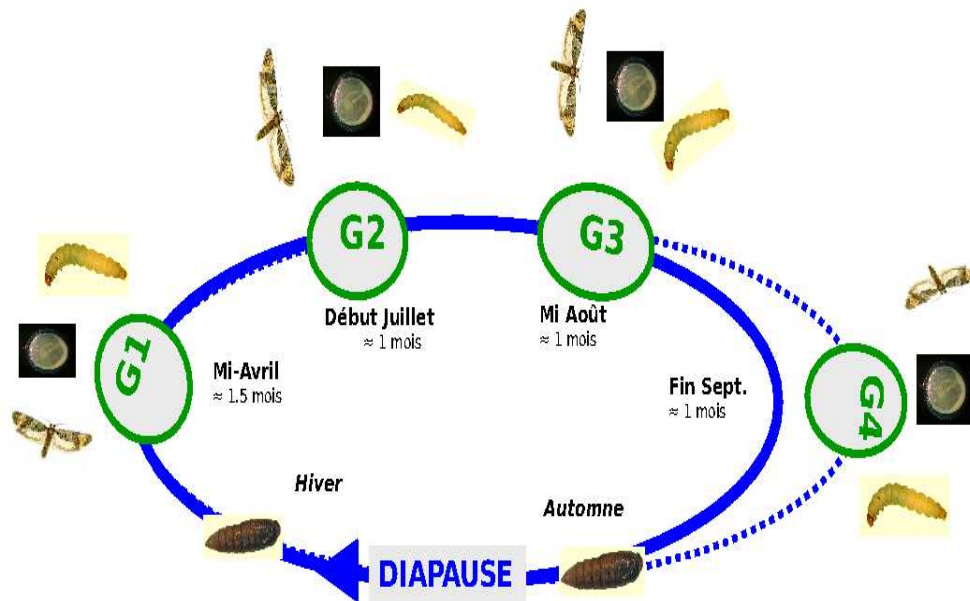 G1
Mi-Avril
≈ 1.5 mois
G2
Début Juillet
≈ 1 mois
G3
Mi Août
≈ 1 mois
Fin Sept.
≈ 1 mois
G4
Automne
DIAPAUSE
Hiver